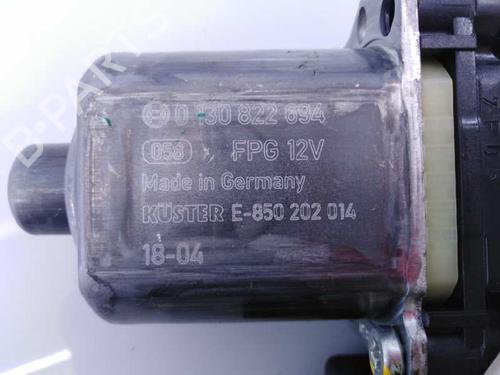 0 130 822 694
058 FPG 12V
Made in Germany
KÜSTER E-850 202 014
18-04
B-PARTS